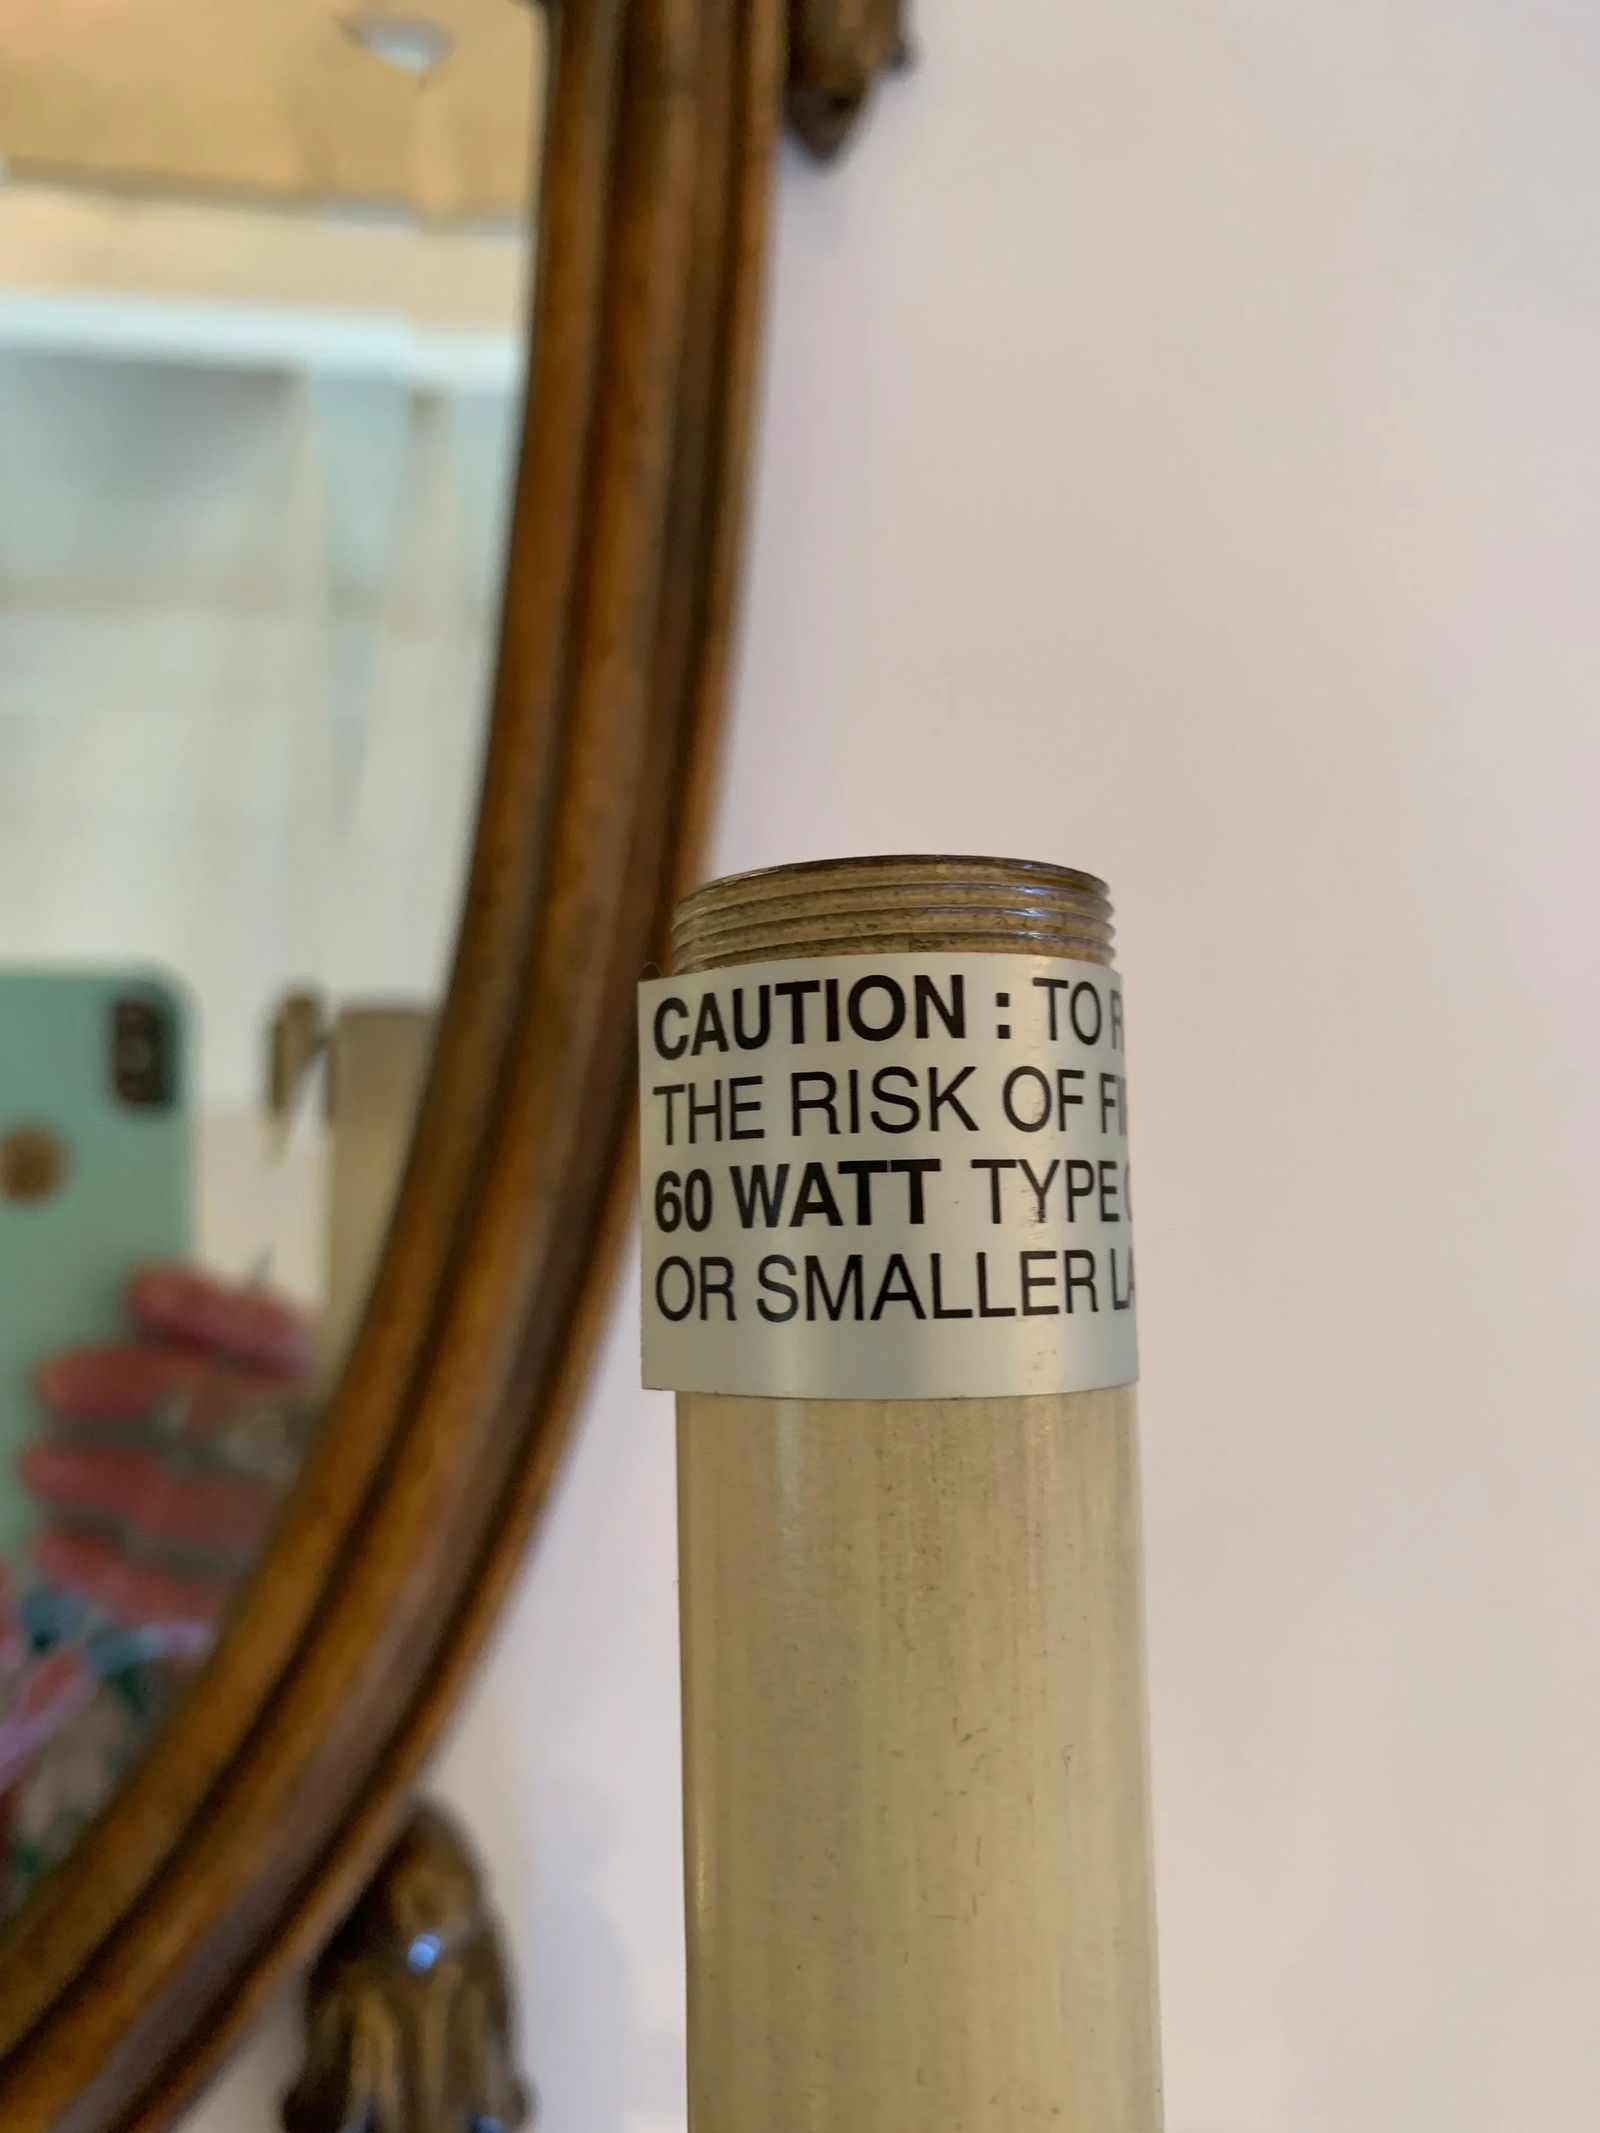 CAUTION : TO
THE RISK OF
60 WATT TYPE
OR SMALLER